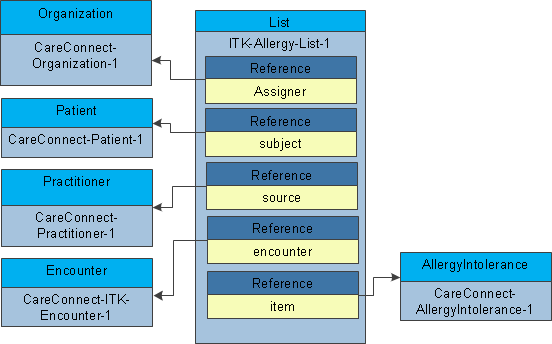 Organization
CareConnect-
Organization-1
Patient
CareConnect-Patient-1
Practitioner
CareConnect-
Practitioner-1
Encounter
CareConnect-ITK-
Encounter-1
List
ITK-Allergy-List-1
Reference
Assigner
Reference
subject
Reference
source
Reference
encounter
Reference
item
AllergyIntolerance
CareConnect-
AllergyIntolerance-1